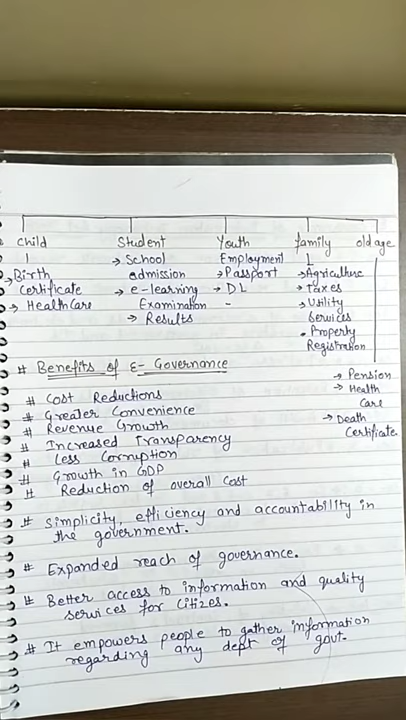 Child Student Youth family old age
→ Birth Certificate
→ HealthCare
→ School admission
→ e-learning Examination
→ Results
Employment
→ Passport
→ DL
-
→ Agriculture
→ Taxes
→ Utility Services
• Property Registration
→ Pension
→ Health Care
→ Death Certificate
# Benefits of E- Governance
# Cost Reductions
# Greater Convenience
# Revenue Growth
# Increased Transparency
# Less Corruption
# Growth in GDP
# Reduction of overall Cost
# Simplicity, efficiency and accountability in
the government.
# Expanded reach of governance.
# Better access to information and quality
services for Citizes.
# It empowers people to gather information
regarding any dept of govt.